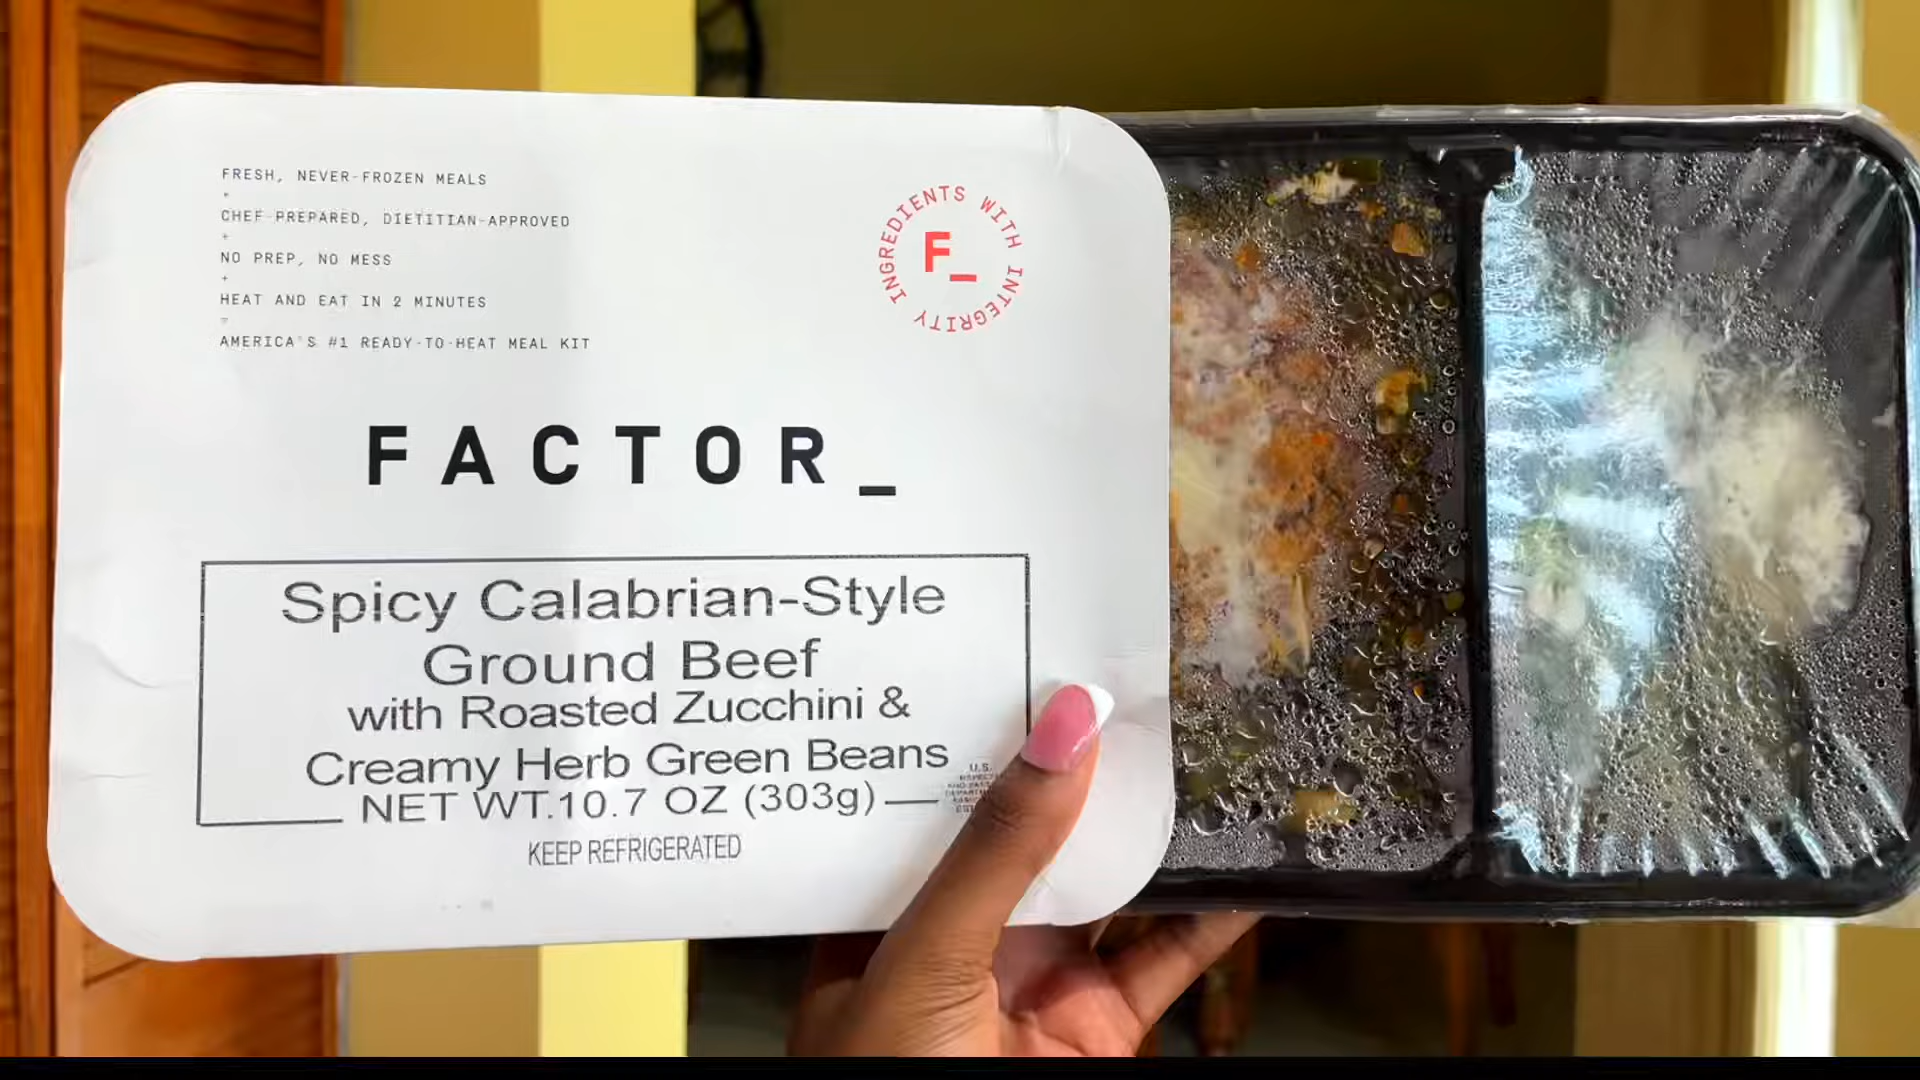 FRESH, NEVER-FROZEN MEALS
+
CHEF-PREPARED, DIETITIAN-APPROVED
+
NO PREP, NO MESS
+
HEAT AND EAT IN 2 MINUTES
=
AMERICA'S #1 READY-TO-HEAT MEAL KIT
INGREDIENTS WITH INTEGRITY
F_
FACTOR_
Spicy Calabrian-Style
Ground Beef
with Roasted Zucchini &
Creamy Herb Green Beans
NET WT.10.7 OZ (303g)
U.S.
KEEP REFRIGERATED